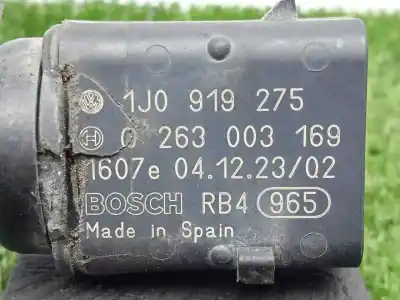 1J0 919 275
0 263 003 169
1607e 04.12.23/02
BOSCH RB4 965
Made in Spain